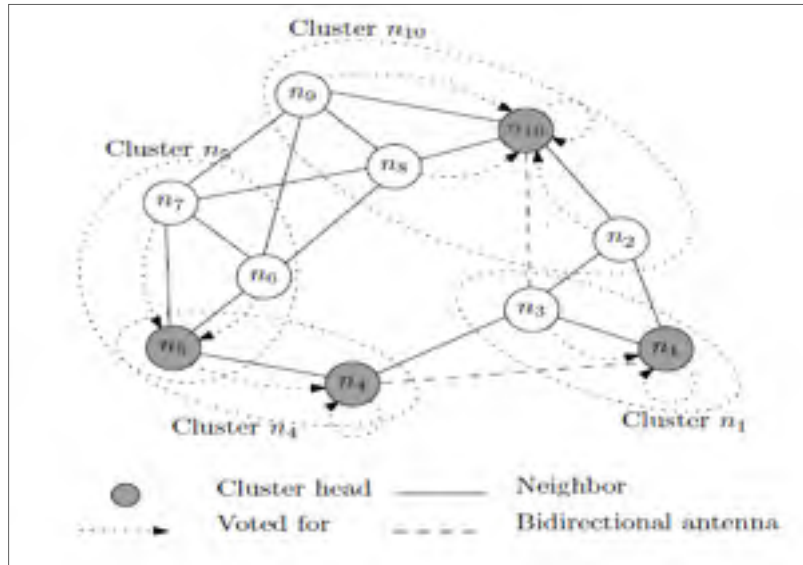 Cluster n10
n9
n10
Cluster n5
n8
n7
n2
n6
n3
n5
n1
n4
Cluster n4
Cluster n1
Cluster head
Neighbor
Voted for
Bidirectional antenna